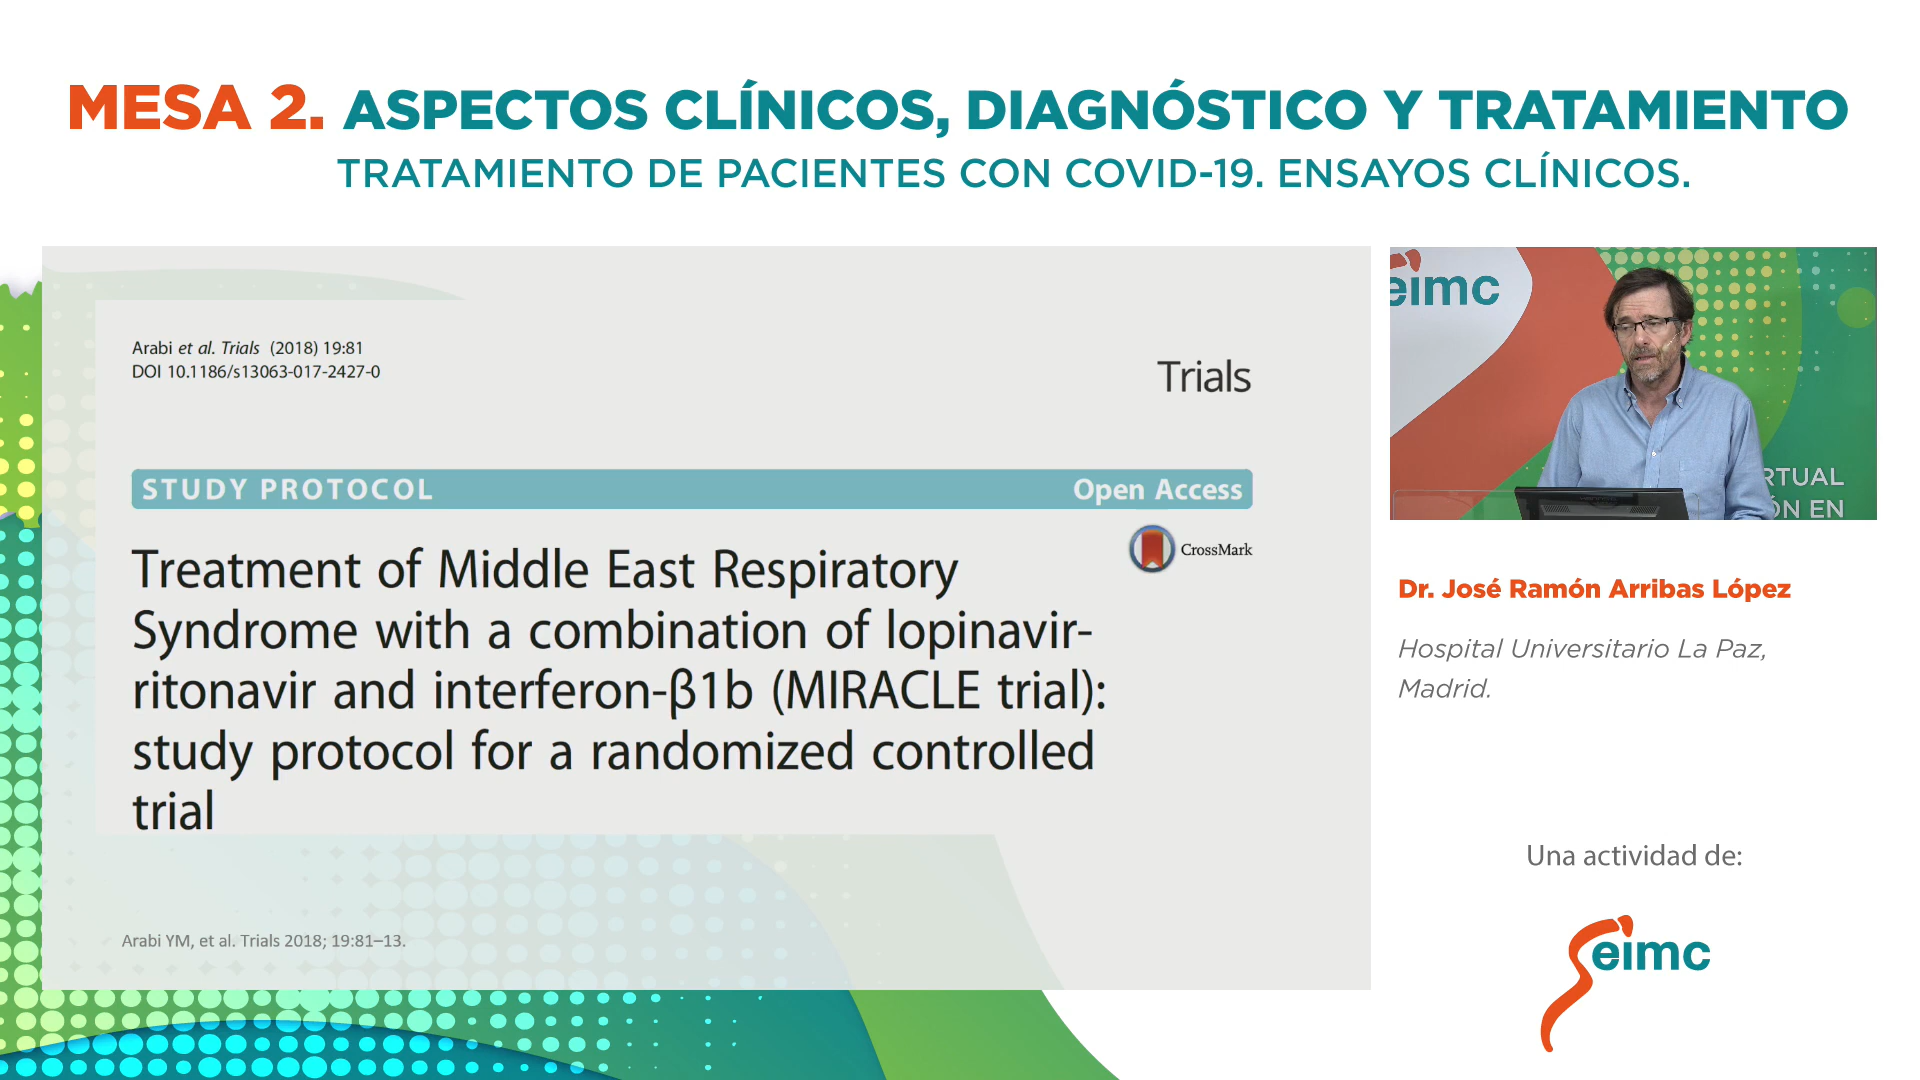 MESA 2. ASPECTOS CLÍNICOS, DIAGNÓSTICO Y TRATAMIENTO
TRATAMIENTO DE PACIENTES CON COVID-19. ENSAYOS CLÍNICOS.
Arabi et al. Trials (2018) 19:81
DOI 10.1186/s13063-017-2427-0
Trials
STUDY PROTOCOL
Open Access
CrossMark
Treatment of Middle East Respiratory
Syndrome with a combination of lopinavir-
ritonavir and interferon-β1b (MIRACLE trial):
study protocol for a randomized controlled
trial
Arabi YM, et al. Trials 2018; 19:81–13.
eimc
RTUAL
ÓN EN
Dr. José Ramón Arribas López
Hospital Universitario La Paz,
Madrid.
Una actividad de:
Seimc